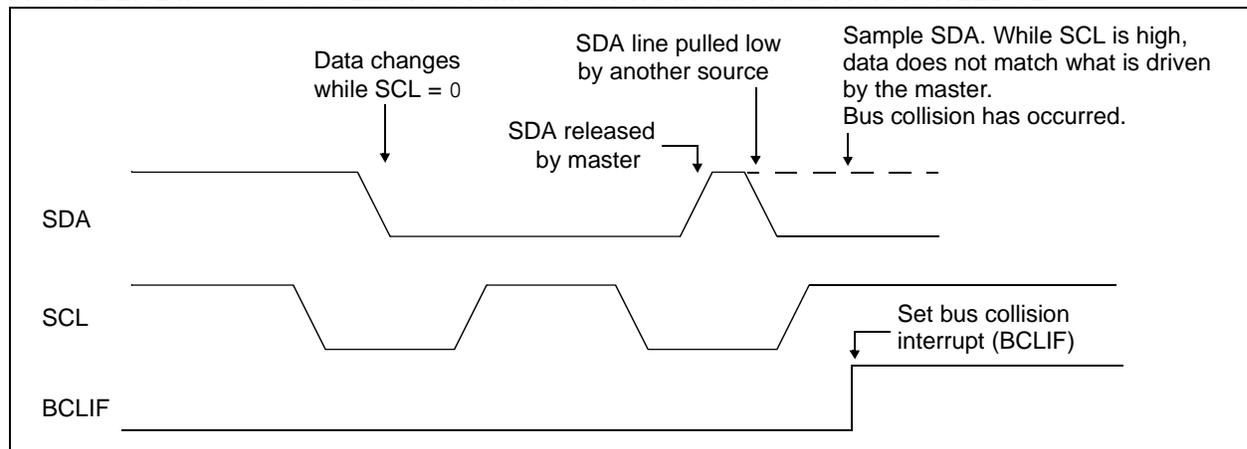 Data changes
while SCL = 0
SDA line pulled low
by another source
Sample SDA. While SCL is high,
data does not match what is driven
by the master.
Bus collision has occurred.
SDA released
by master
SDA
SCL
Set bus collision
interrupt (BCLIF)
BCLIF